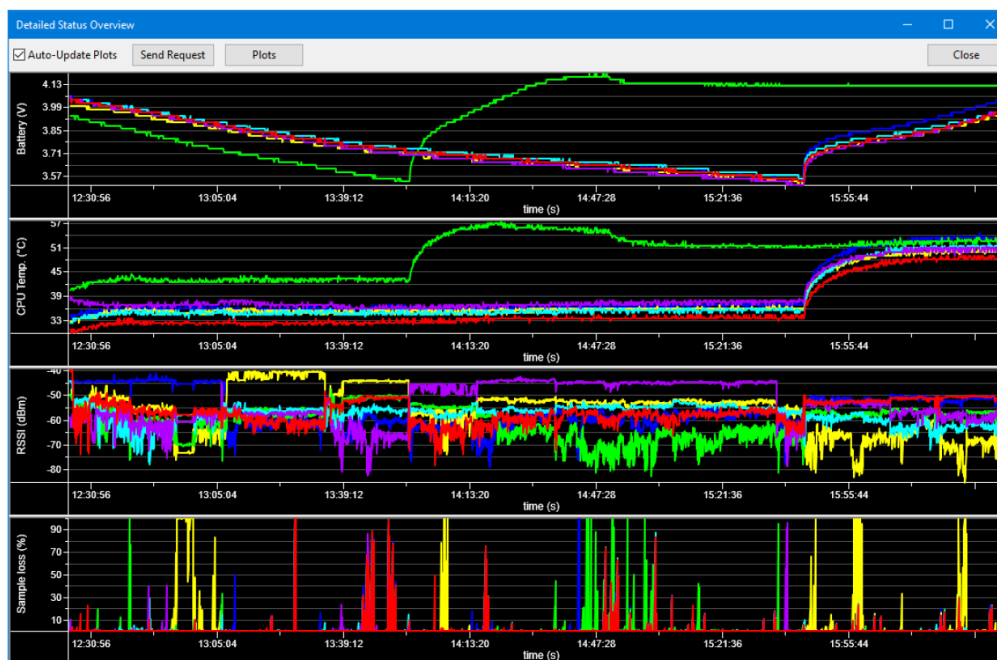 Detailed Status Overview
Auto-Update Plots Send Request Plots Close
Battery (V)
4.13
3.99
3.85
3.71
3.57
12:30:56 13:05:04 13:39:12 14:13:20 14:47:28 15:21:36 15:55:44
time (s)
CPU Temp. (°C)
57
51
45
39
33
12:30:56 13:05:04 13:39:12 14:13:20 14:47:28 15:21:36 15:55:44
time (s)
RSSI (dBm)
-40
-50
-60
-70
-80
12:30:56 13:05:04 13:39:12 14:13:20 14:47:28 15:21:36 15:55:44
time (s)
Sample loss (%)
90
70
50
30
10
12:30:56 13:05:04 13:39:12 14:13:20 14:47:28 15:21:36 15:55:44
time (s)